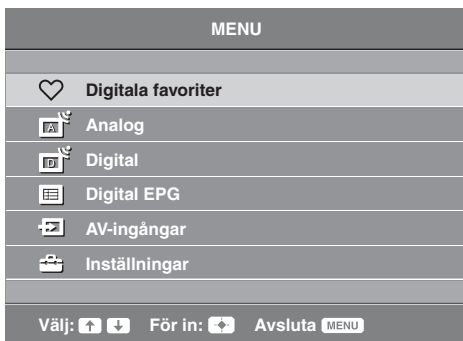 MENU
Digitala favoriter
A Analog
D Digital
Digital EPG
AV-ingångar
Inställningar
Välj: För in: Avsluta MENU